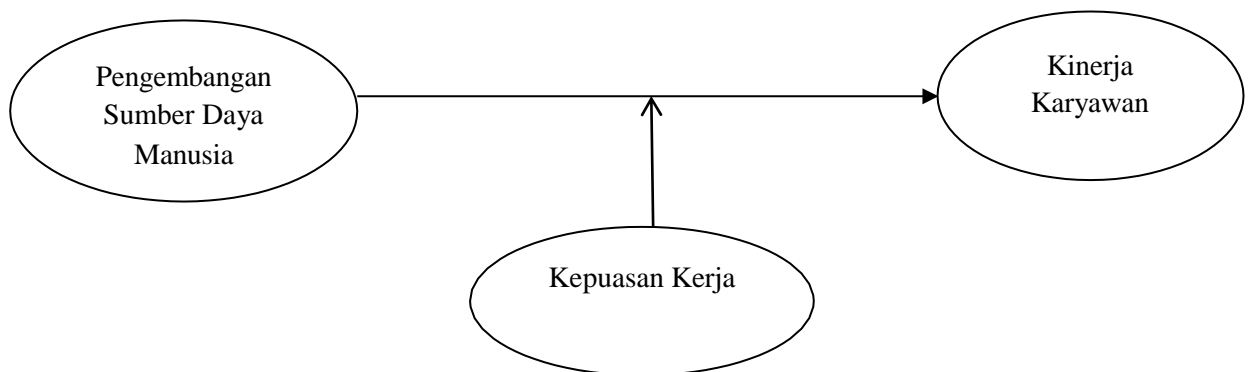 Pengembangan
Sumber Daya
Manusia
Kinerja
Karyawan
Kepuasan Kerja